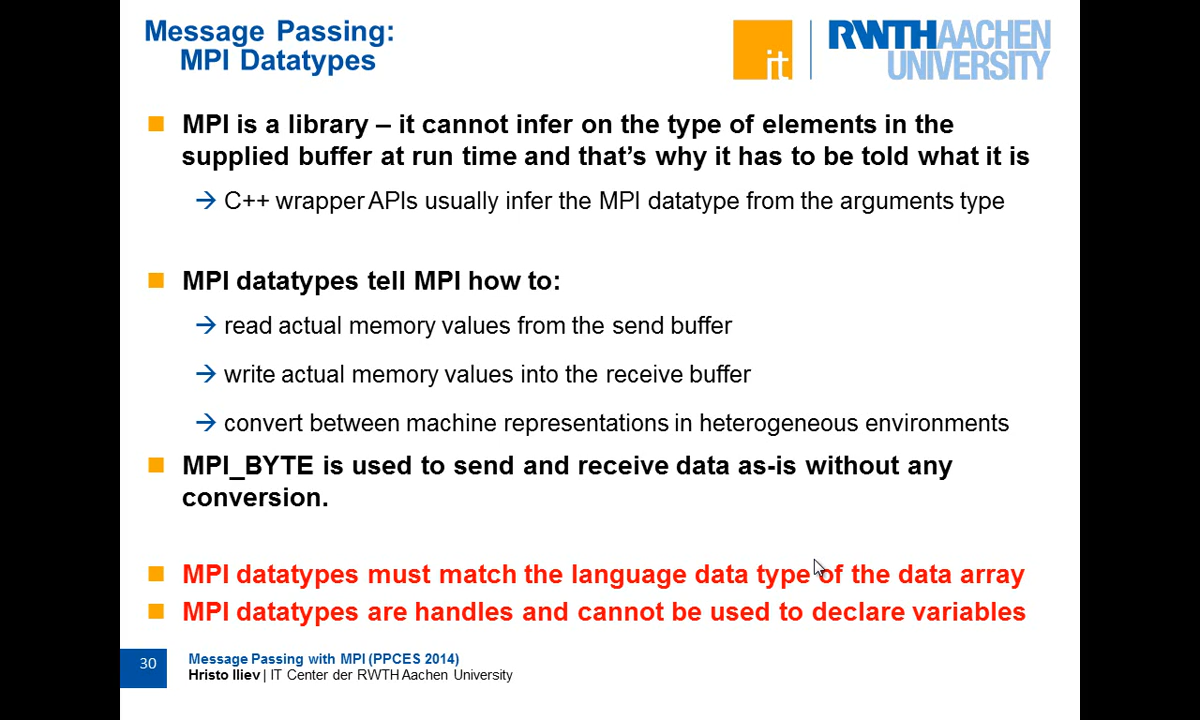 Message Passing:
MPI Datatypes
it
RWTHAACHEN
UNIVERSITY
MPI is a library – it cannot infer on the type of elements in the
supplied buffer at run time and that's why it has to be told what it is
→ C++ wrapper APIs usually infer the MPI datatype from the arguments type
MPI datatypes tell MPI how to:
→ read actual memory values from the send buffer
→ write actual memory values into the receive buffer
→ convert between machine representations in heterogeneous environments
MPI_BYTE is used to send and receive data as-is without any
conversion.
MPI datatypes must match the language data type of the data array
MPI datatypes are handles and cannot be used to declare variables
30
Message Passing with MPI (PPCES 2014)
Hristo Iliev | IT Center der RWTH Aachen University